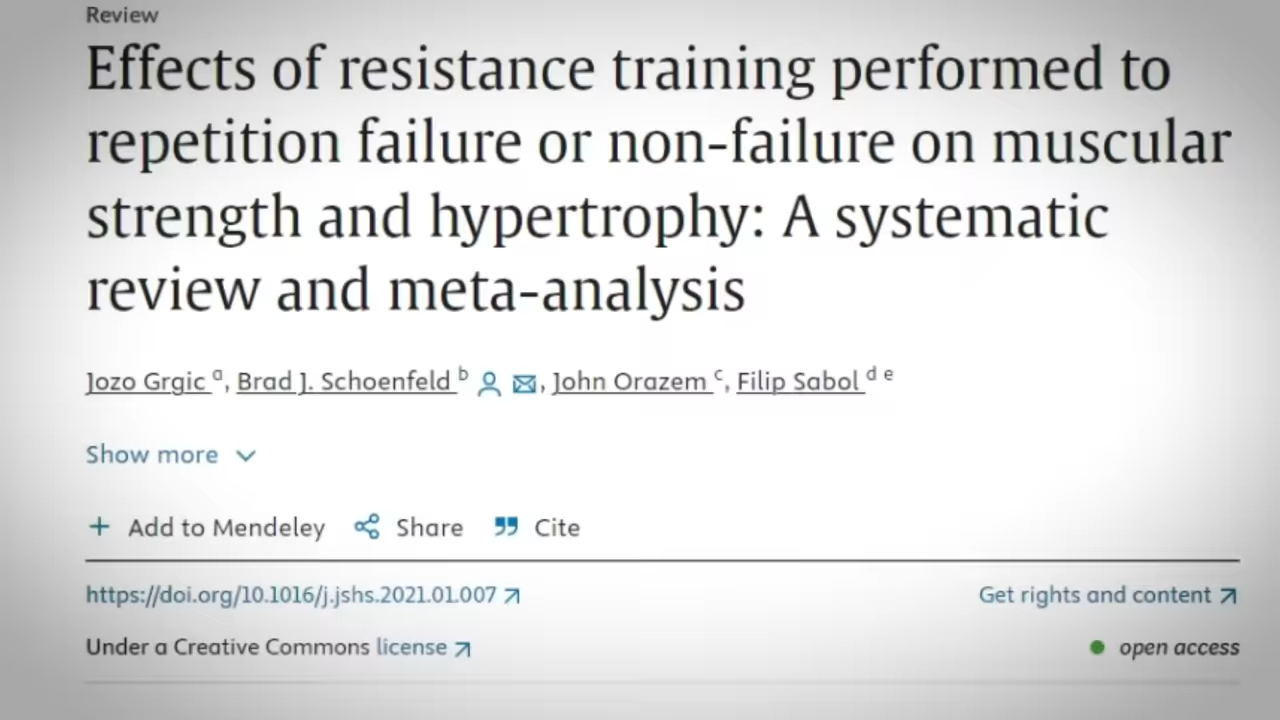 Review
Effects of resistance training performed to
repetition failure or non-failure on muscular
strength and hypertrophy: A systematic
review and meta-analysis
Jozo Grgic a, Brad J. Schoenfeld b, John Orazem c, Filip Sabol d e
Show more
+ Add to Mendeley Share Cite
https://doi.org/10.1016/j.jshs.2021.01.007 Get rights and content
Under a Creative Commons license open access